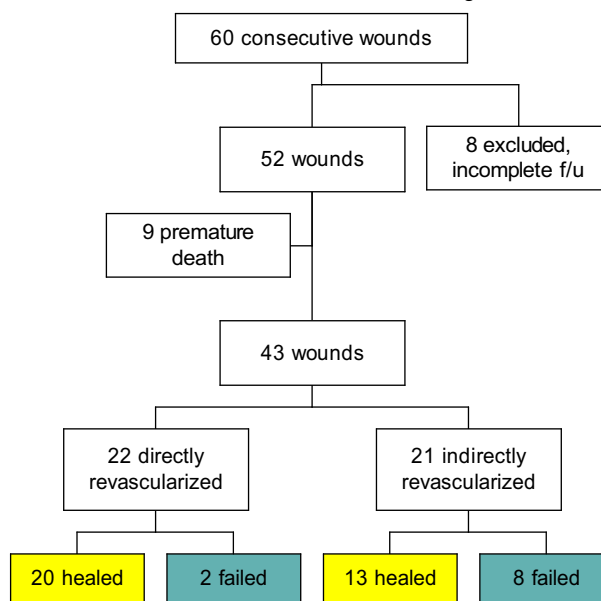 60 consecutive wounds
8 excluded,
incomplete f/u
52 wounds
9 premature
death
43 wounds
22 directly
revascularized
21 indirectly
revascularized
20 healed
2 failed
13 healed
8 failed